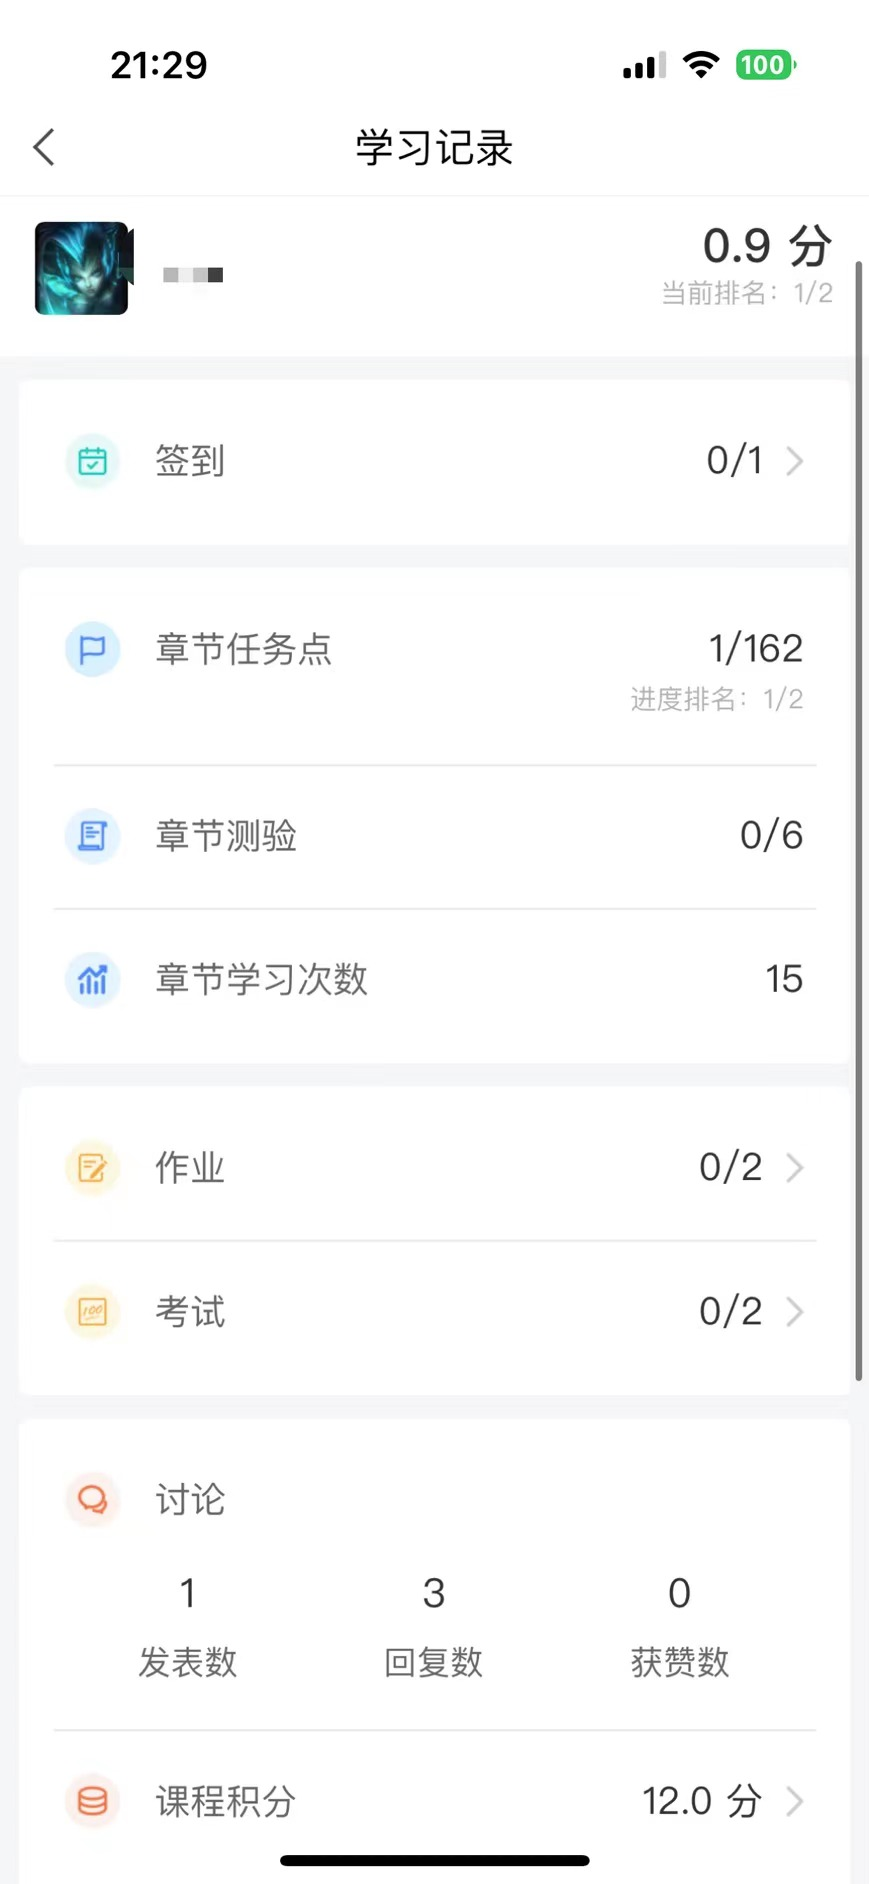 21:29
100
学习记录
0.9 分
当前排名：1/2
签到 0/1
章节任务点 1/162
进度排名：1/2
章节测验 0/6
章节学习次数 15
作业 0/2
100
考试 0/2
讨论
1 3 0
发表数 回复数 获赞数
课程积分 12.0 分